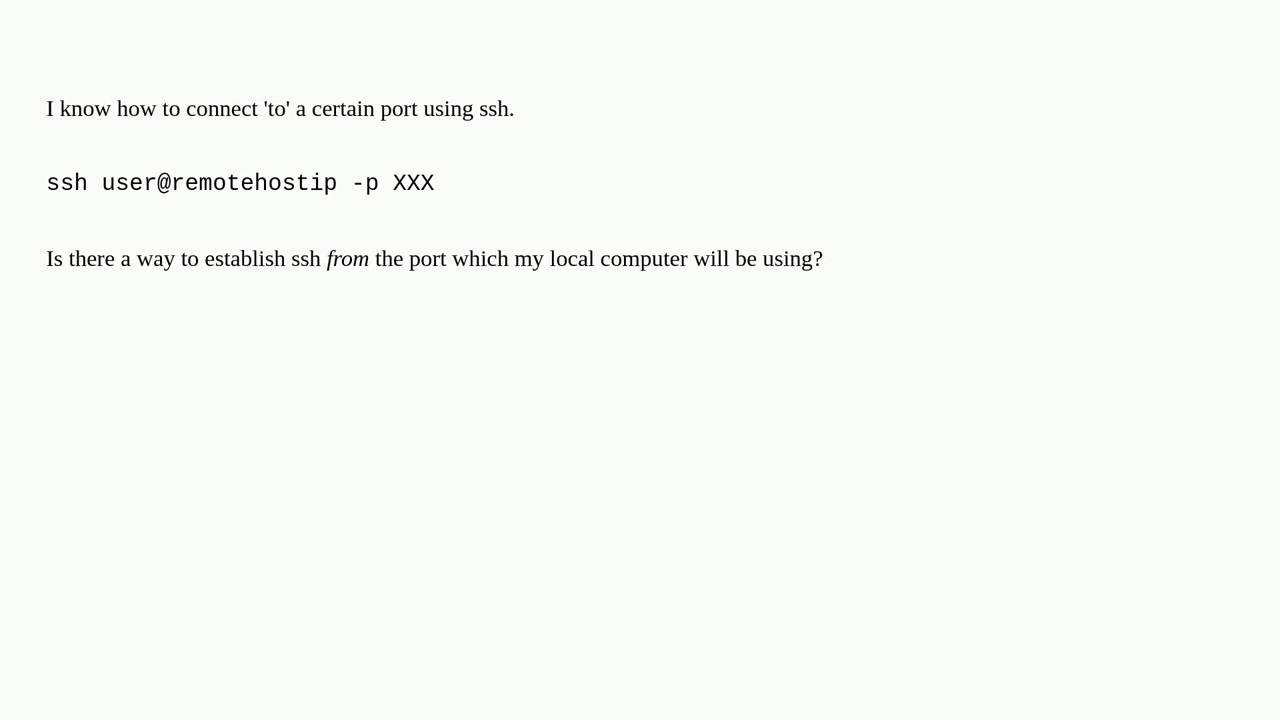 I know how to connect 'to' a certain port using ssh.
ssh user@remotehostip -p XXX
Is there a way to establish ssh from the port which my local computer will be using?